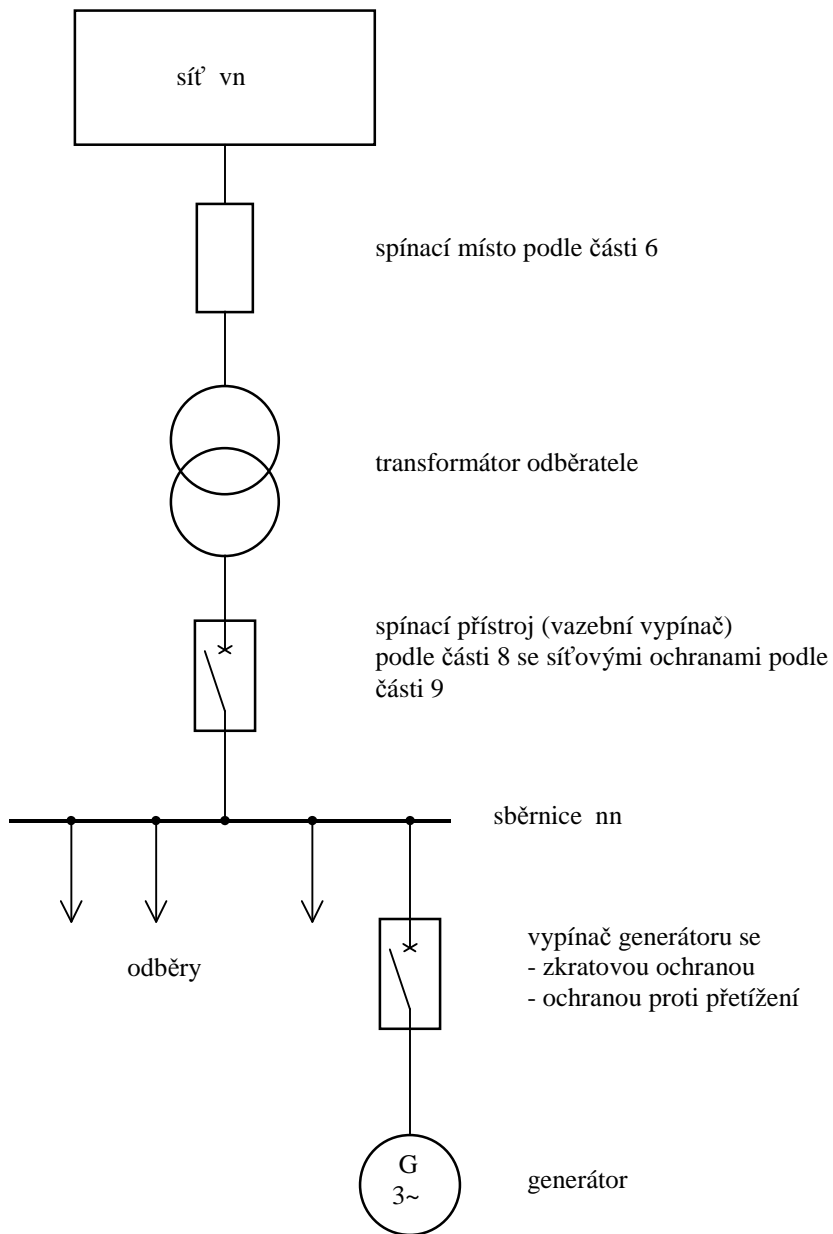 síť vn
spínací místo podle části 6
transformátor odběratele
spínací přístroj (vazební vypínač)
podle části 8 se síťovými ochranami podle
části 9
sběrnice nn
odběry
vypínač generátoru se
- zkratovou ochranou
- ochranou proti přetížení
G
3~
generátor